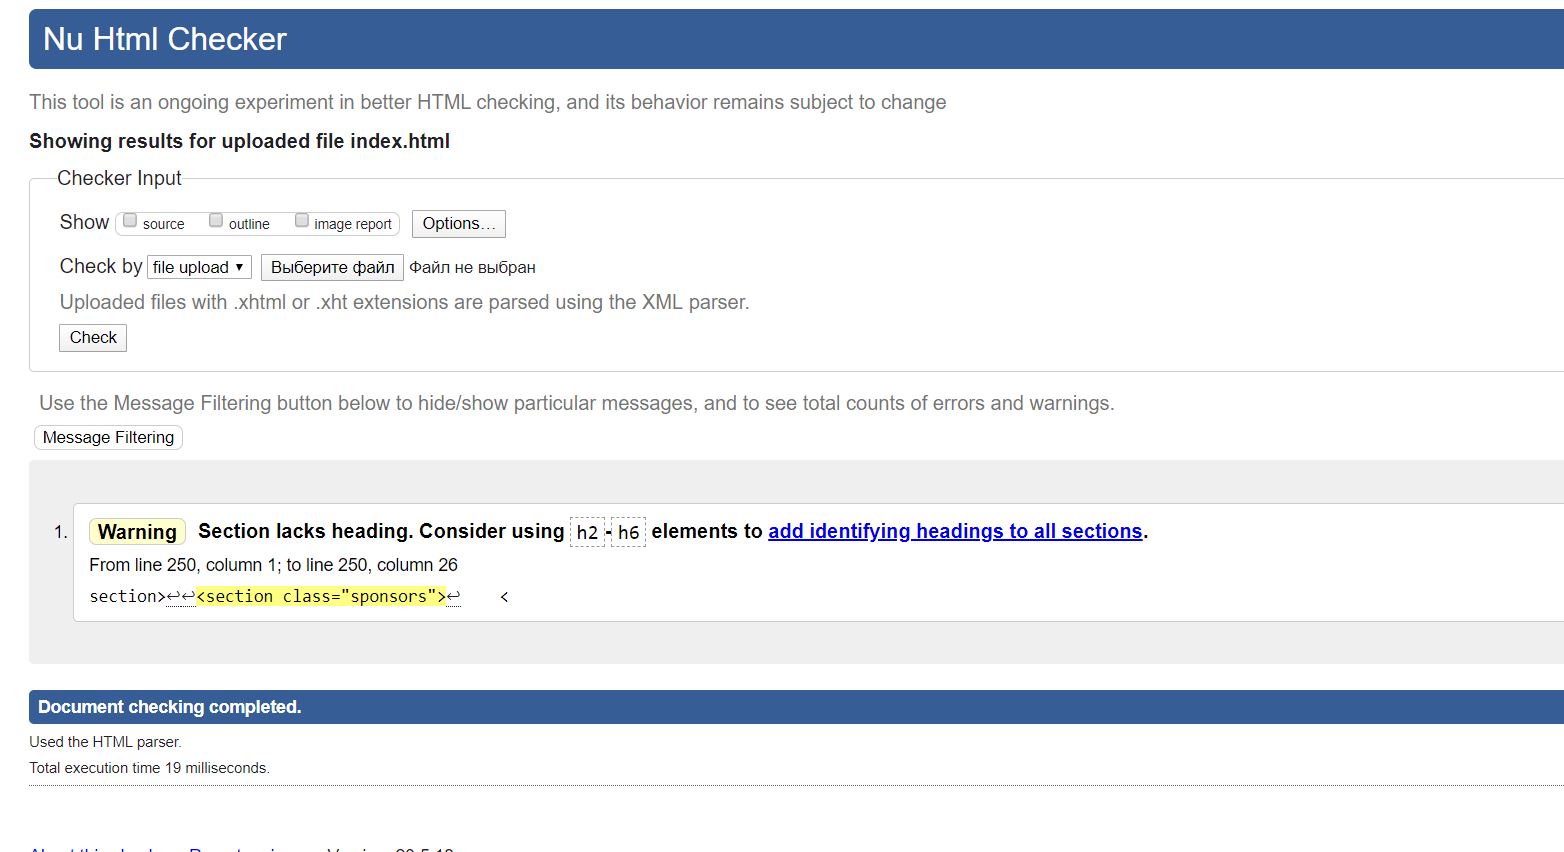 Nu Html Checker
This tool is an ongoing experiment in better HTML checking, and its behavior remains subject to change
Showing results for uploaded file index.html
Checker Input
Show source outline image report Options…
Check by file upload ▾ Выберите файл Файл не выбран
Uploaded files with .xhtml or .xht extensions are parsed using the XML parser.
Check
Use the Message Filtering button below to hide/show particular messages, and to see total counts of errors and warnings.
Message Filtering
1. Warning Section lacks heading. Consider using h2-h6 elements to add identifying headings to all sections.
From line 250, column 1; to line 250, column 26
section>↩↩<section class="sponsors">↩ <
Document checking completed.
Used the HTML parser.
Total execution time 19 milliseconds.